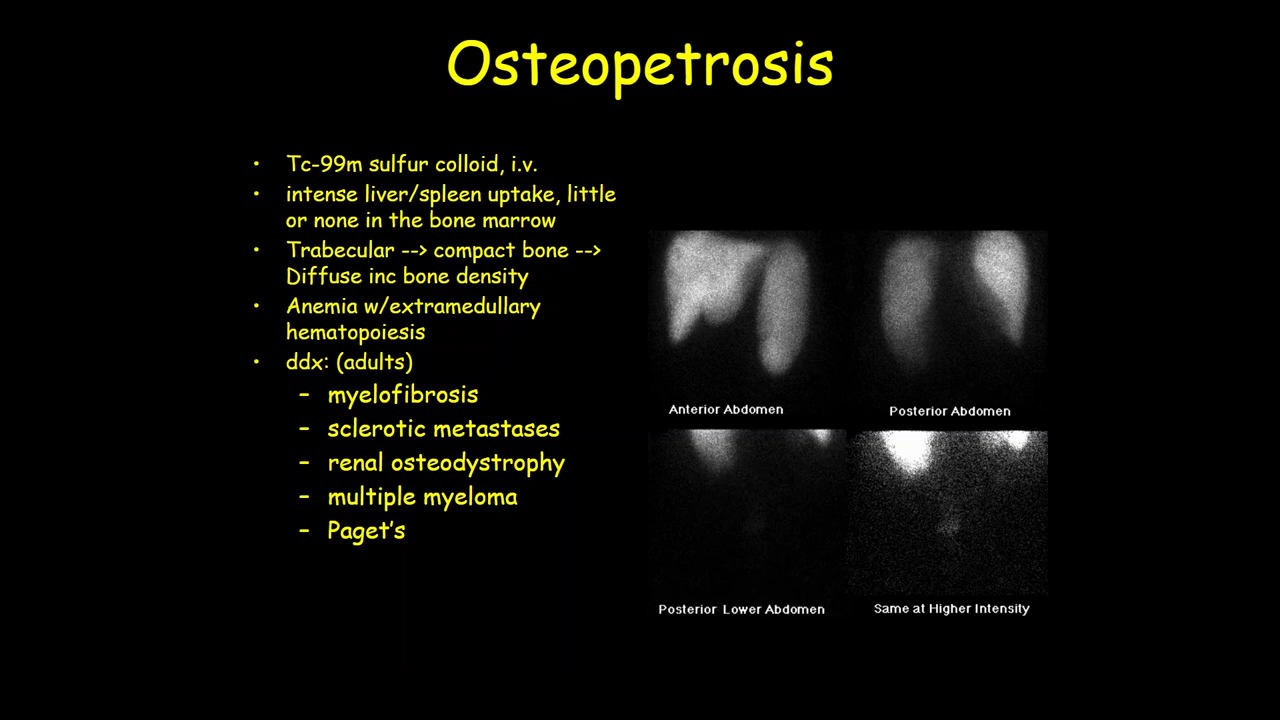 Osteopetrosis
• Tc-99m sulfur colloid, i.v.
• intense liver/spleen uptake, little
or none in the bone marrow
• Trabecular --> compact bone -->
Diffuse inc bone density
• Anemia w/extramedullary
hematopoiesis
• ddx: (adults)
– myelofibrosis
– sclerotic metastases
– renal osteodystrophy
– multiple myeloma
– Paget's
Anterior Abdomen
Posterior Abdomen
Posterior Lower Abdomen
Same at Higher Intensity